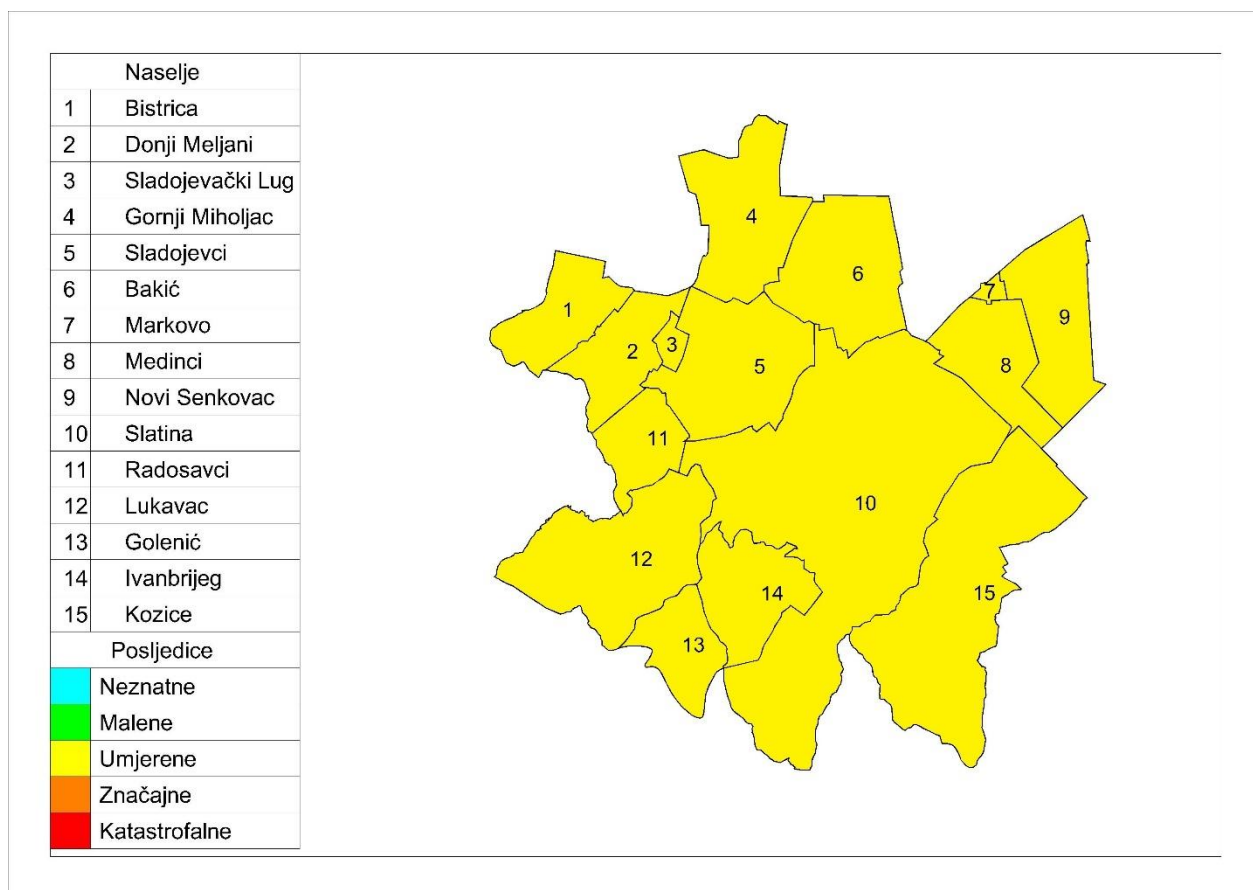 Naselje
1 Bistrica
2 Donji Meljani
3 Sladojevački Lug
4 Gornji Miholjac
5 Sladojevci
6 Bakić
7 Markovo
8 Medinci
9 Novi Senkovac
10 Slatina
11 Radosavci
12 Lukavac
13 Golenić
14 Ivanbrijeg
15 Kozice
Posljedice
Neznatne
Malene
Umjerene
Značajne
Katastrofalne
4
6
7
9
1
2
3
5
8
11
10
12
14
15
13